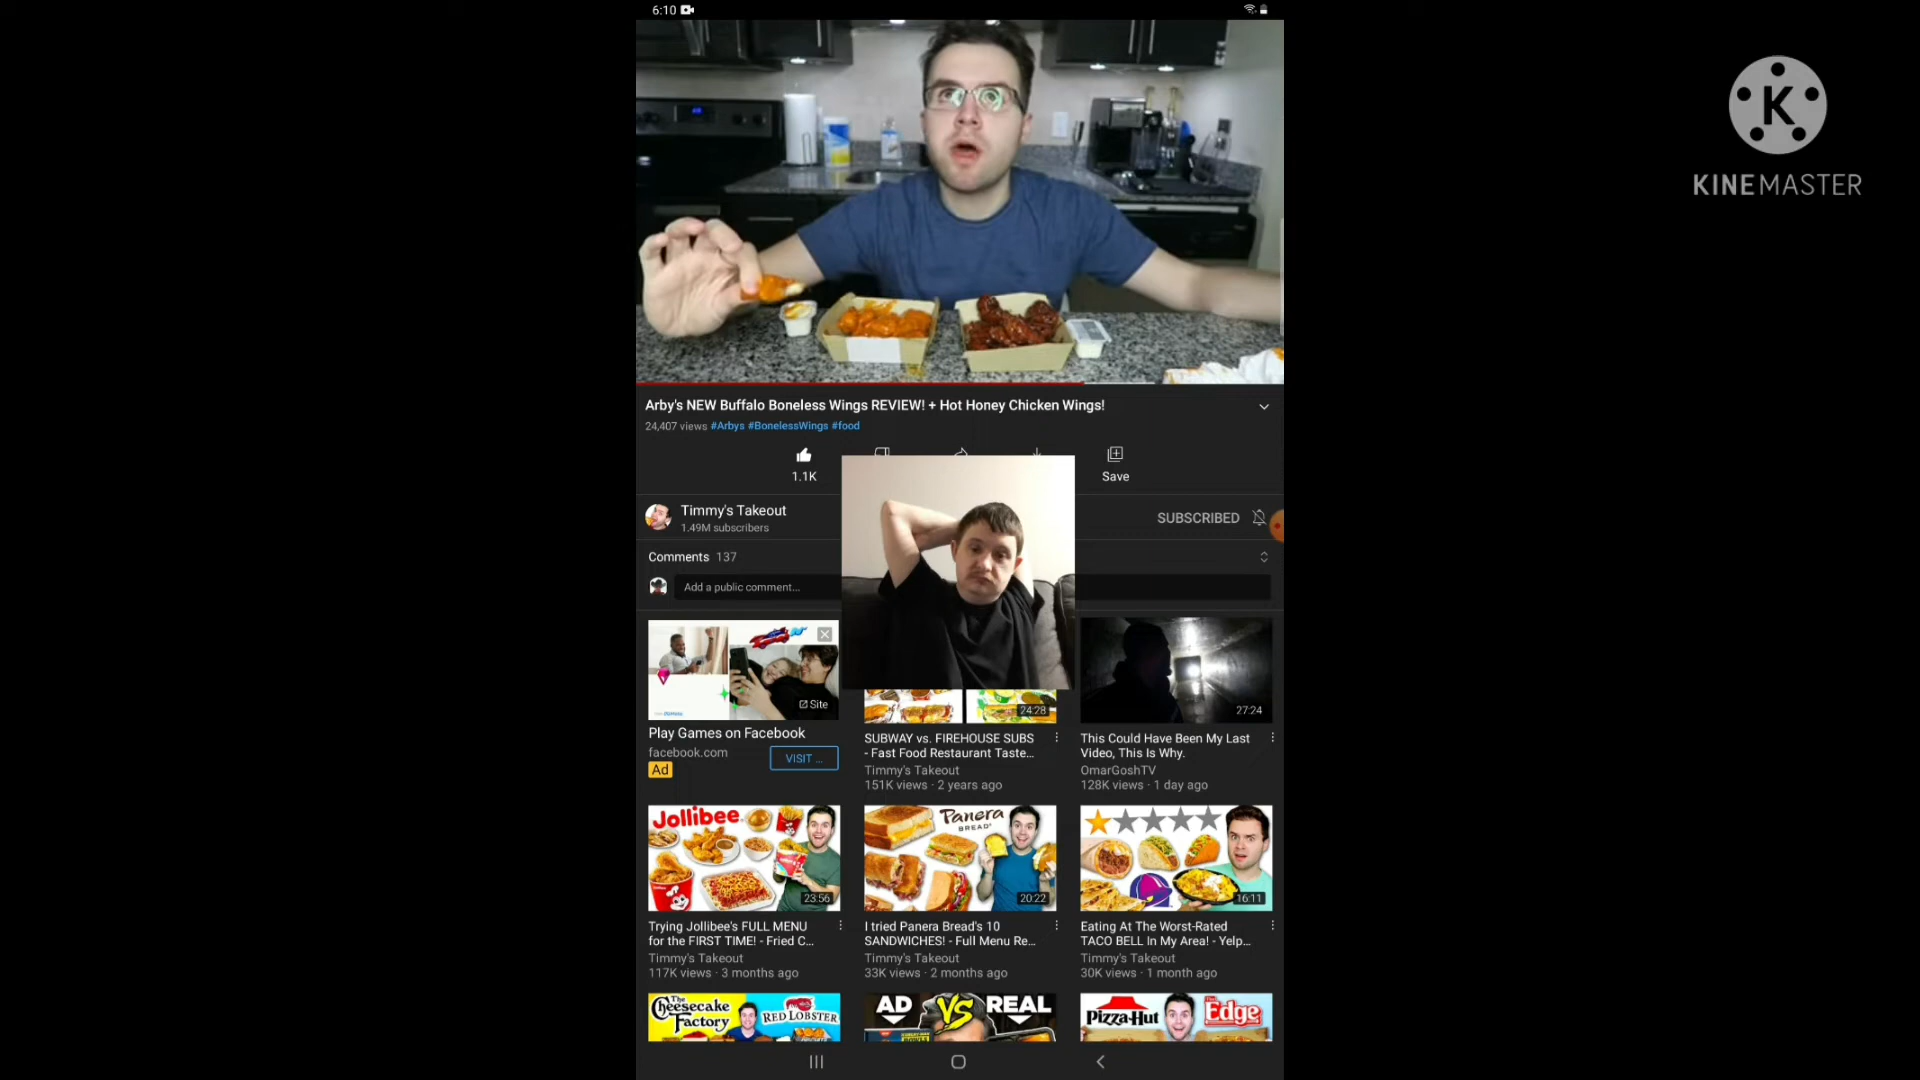 6:10
KINEMASTER
Arby's NEW Buffalo Boneless Wings REVIEW! + Hot Honey Chicken Wings!
24,407 views #Arbys #BonelessWings #food
1.1K
Save
Timmy's Takeout
1.49M subscribers
SUBSCRIBED
Comments 137
Add a public comment...
Site
Play Games on Facebook
facebook.com
Ad
VISIT ...
24:28
SUBWAY vs. FIREHOUSE SUBS
- Fast Food Restaurant Taste...
Timmy's Takeout
151K views · 2 years ago
27:24
This Could Have Been My Last
Video, This Is Why.
OmarGoshTV
128K views · 1 day ago
Jollibee
23:56
Trying Jollibee's FULL MENU
for the FIRST TIME! - Fried C...
Timmy's Takeout
117K views · 3 months ago
Panera
BREAD
20:22
I tried Panera Bread's 10
SANDWICHES! - Full Menu Re...
Timmy's Takeout
33K views · 2 months ago
16:11
Eating At The Worst-Rated
TACO BELL In My Area! - Yelp...
Timmy's Takeout
30K views · 1 month ago
The
Cheesecake
Factory
RED LOBSTER
AD VS REAL
Pizza Hut
The
Edge